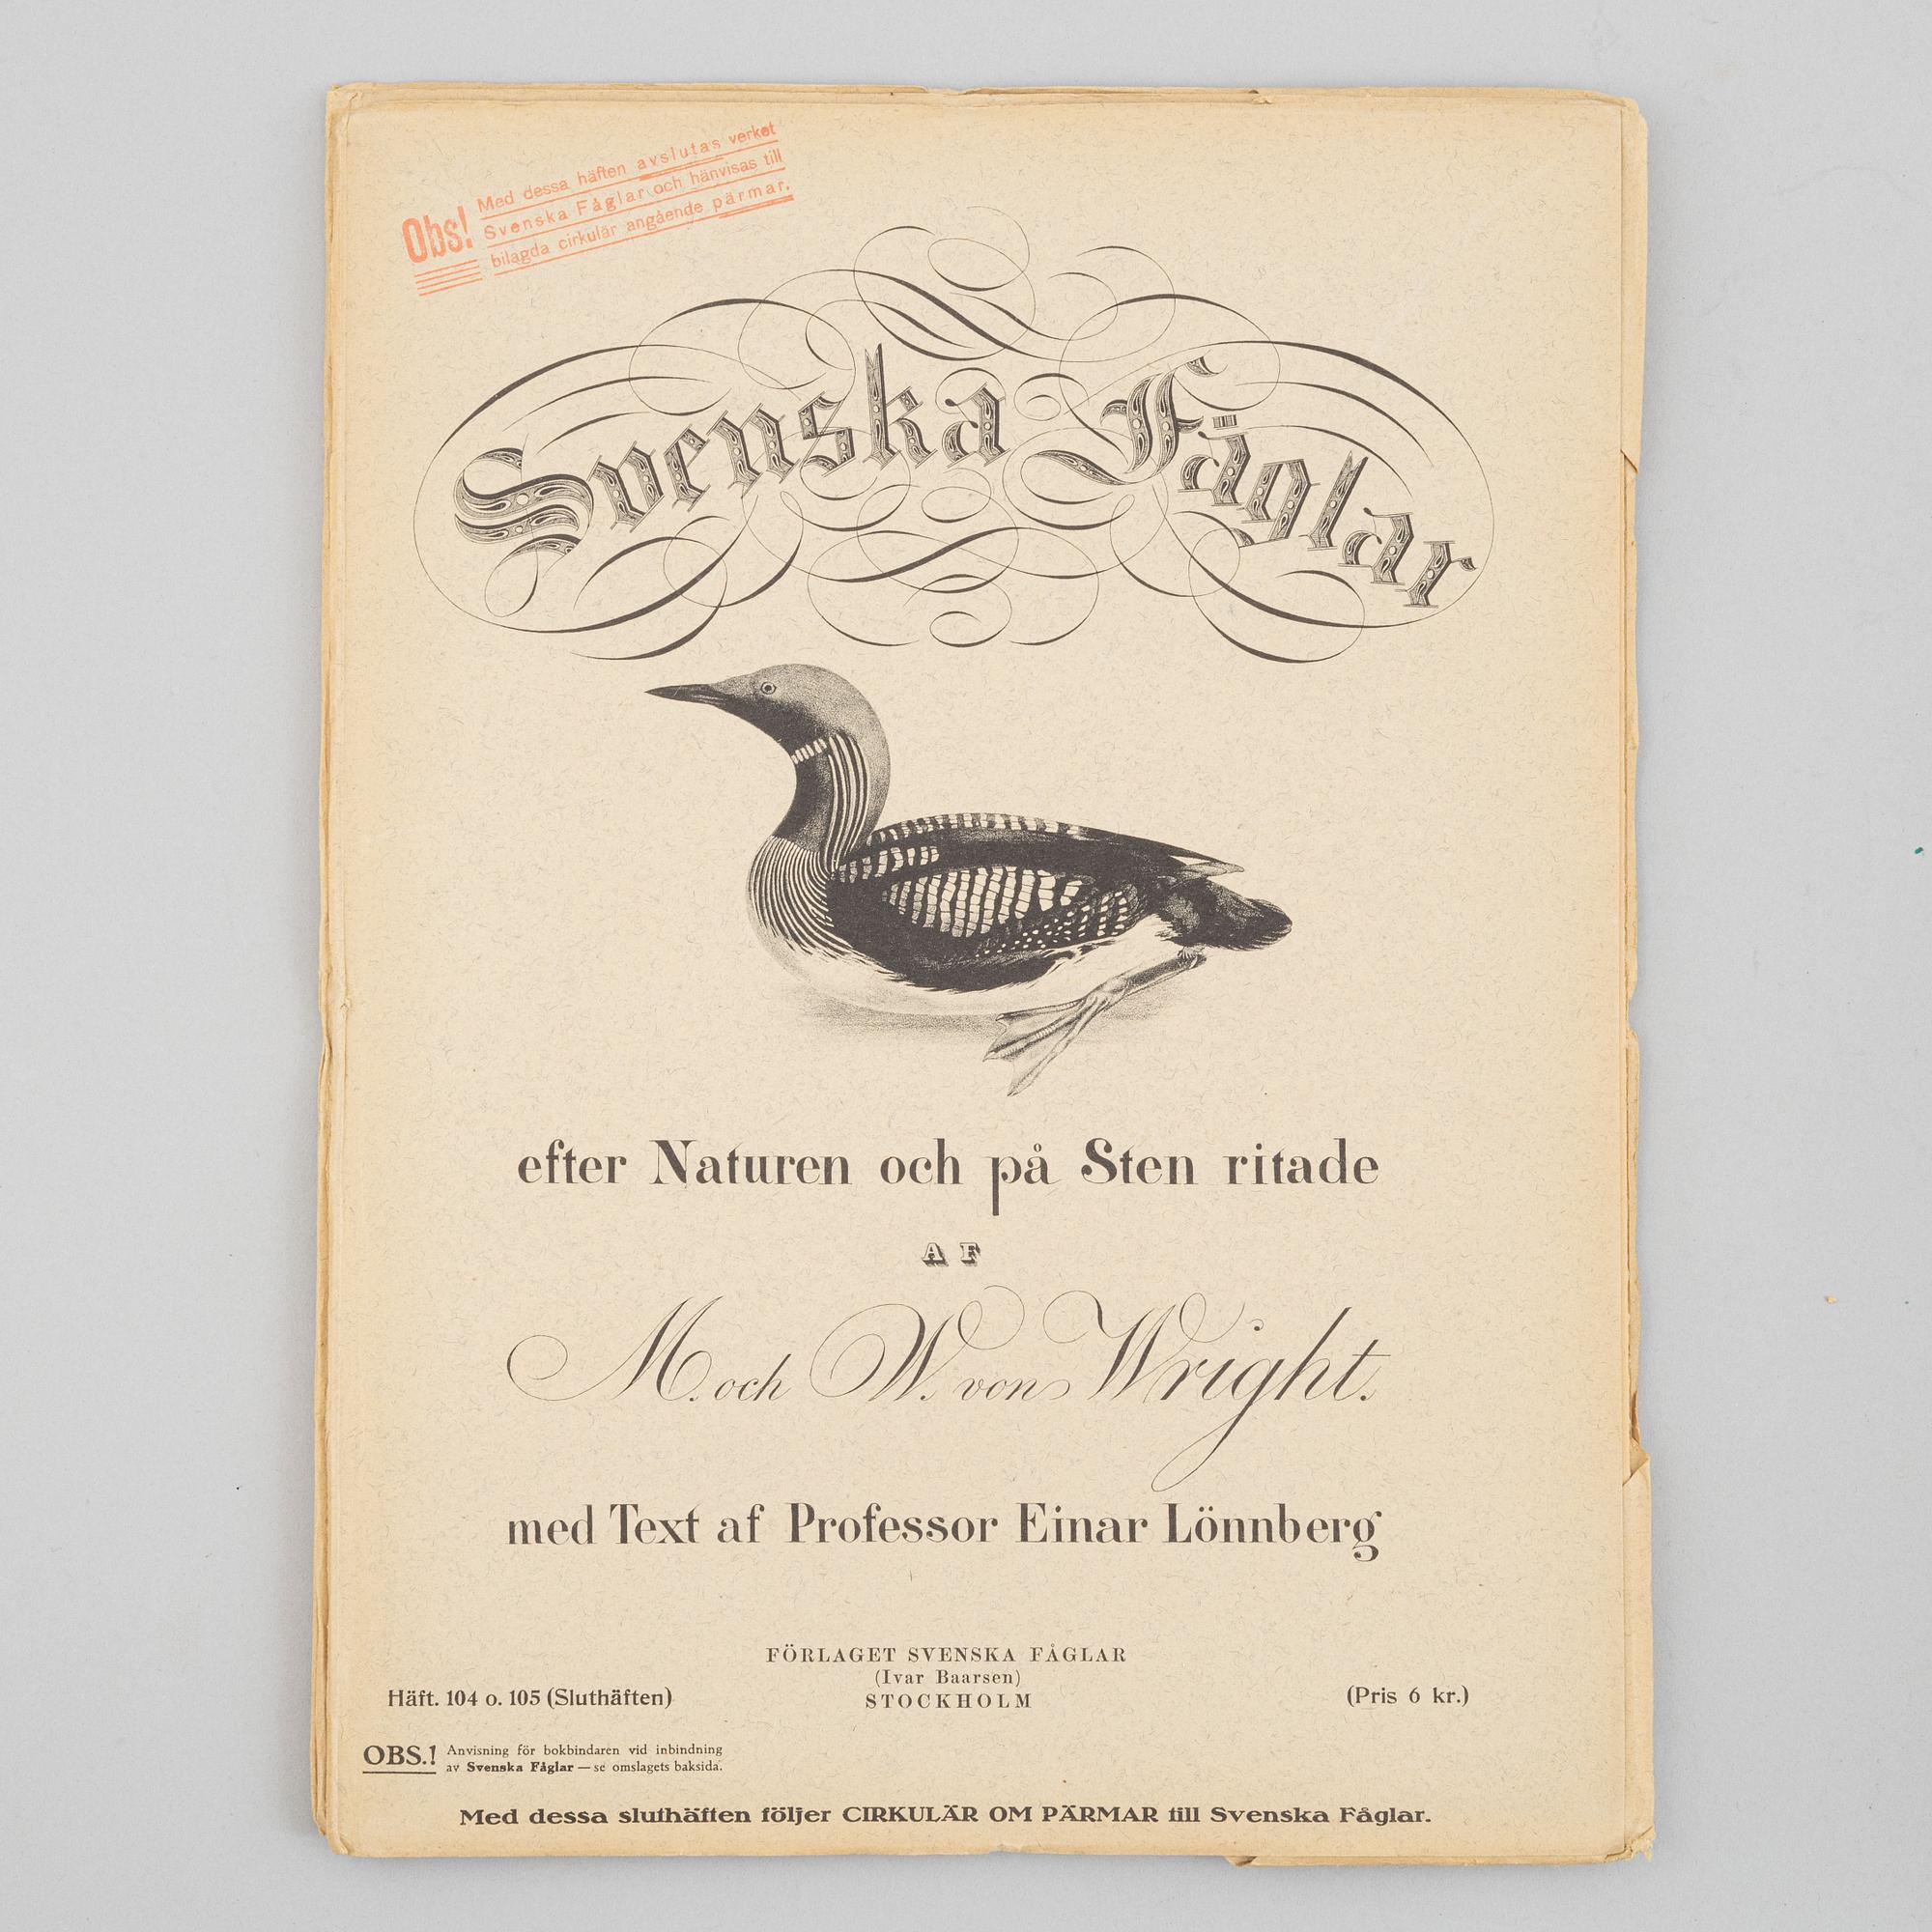 Obs! Med dessa häften avslutas verket
Svenska Fåglar och hänvisas till
bilagda cirkulär angående pärmar.
Svenska Fåglar
efter Naturen och på Sten ritade
AF
M. och W. von Wright.
med Text af Professor Einar Lönnberg
FÖRLAGET SVENSKA FÅGLAR
(Ivar Baarsen)
STOCKHOLM
Häft. 104 o. 105 (Sluthäften)
(Pris 6 kr.)
OBS.! Anvisning för bokbindaren vid inbindning
av Svenska Fåglar — se omslagets baksida.
Med dessa sluthäften följer CIRKULÄR OM PÄRMAR till Svenska Fåglar.